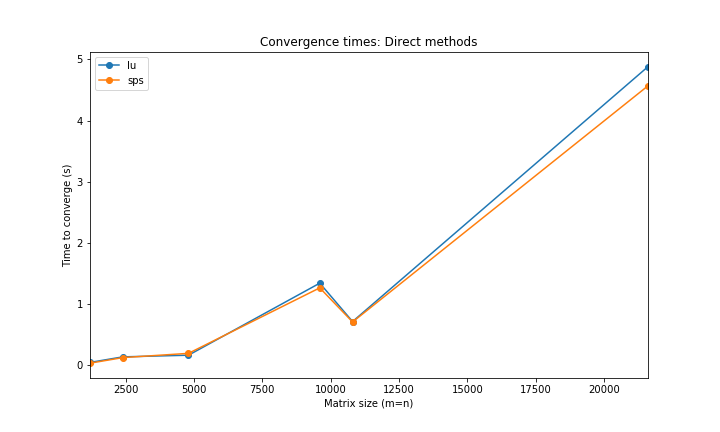 Convergence times: Direct methods
lu
sps
5
4
3
2
1
0
Time to converge (s)
2500 5000 7500 10000 12500 15000 17500 20000
Matrix size (m=n)